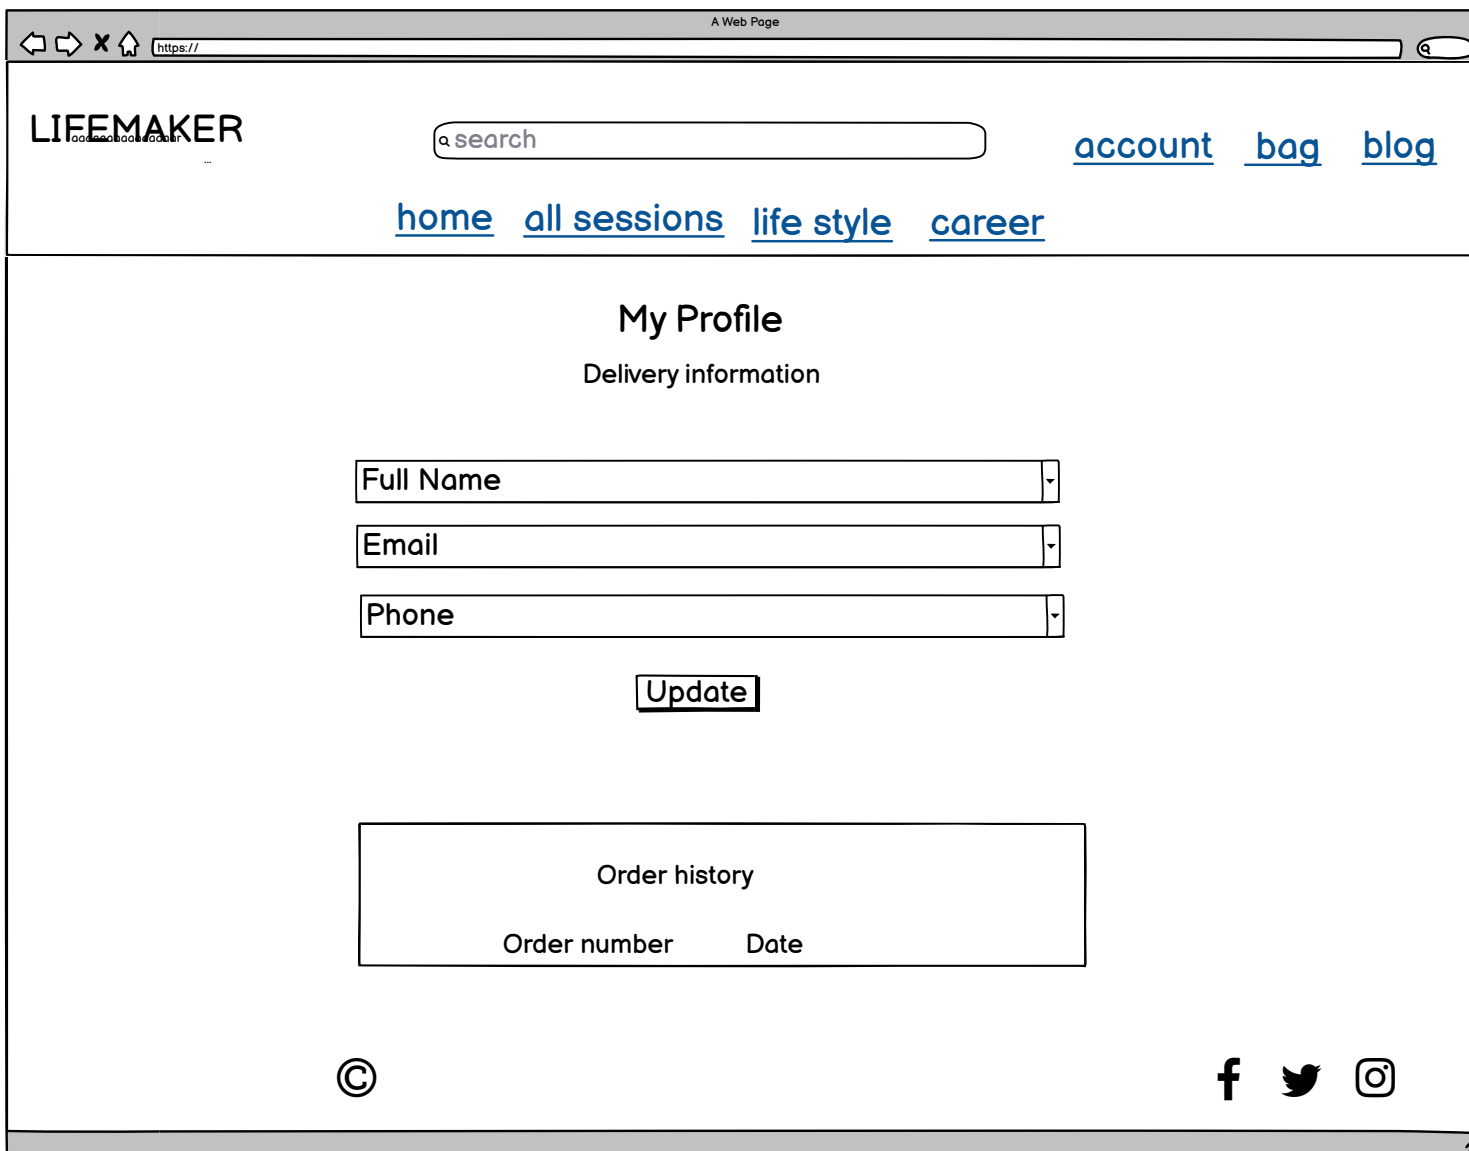 A Web Page
https://
LIFEMAKER
search
account bag blog
home all sessions life style career
My Profile
Delivery information
Full Name
Email
Phone
Update
Order history
Order number Date
©